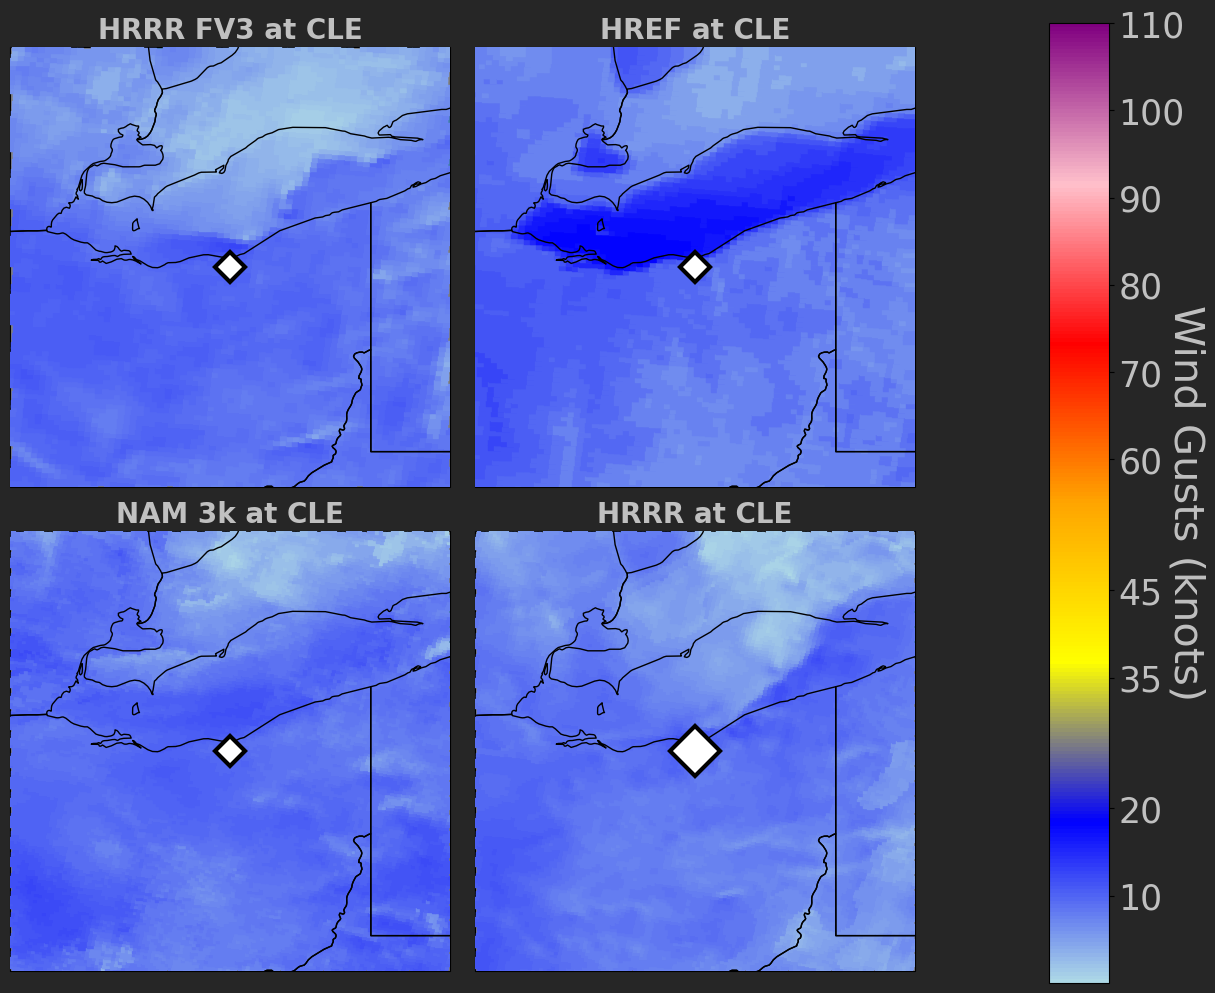 HRRR FV3 at CLE
HREF at CLE
NAM 3k at CLE
HRRR at CLE
110
100
90
80
70
60
45
35
20
10
Wind Gusts (knots)